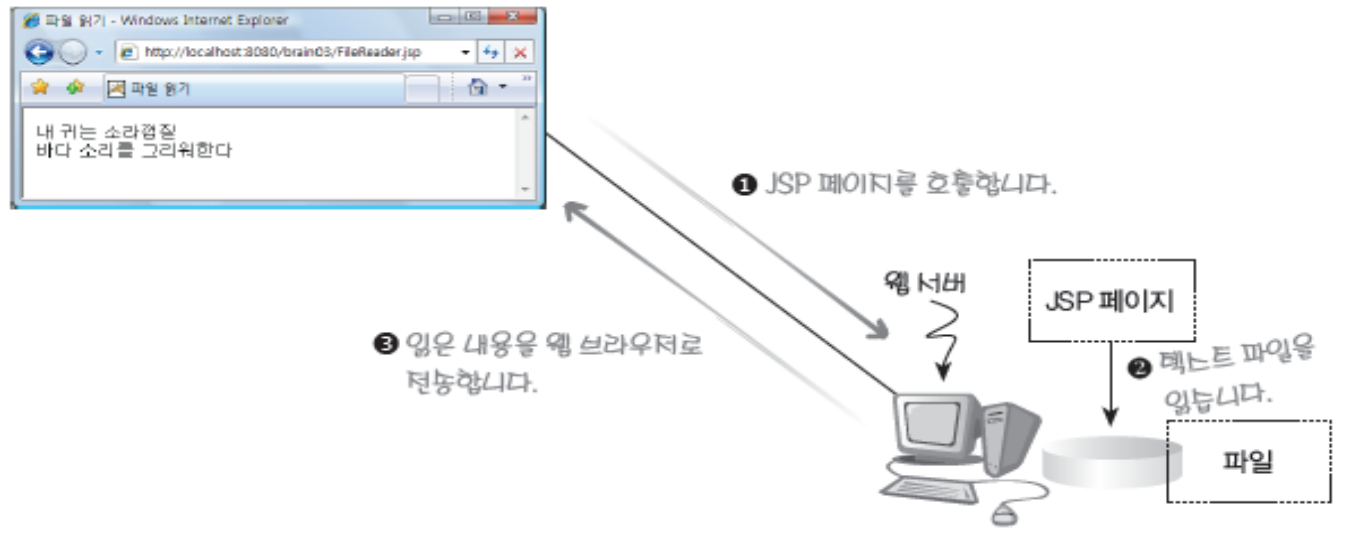 파일 읽기 - Windows Internet Explorer
http://localhost:8080/brain03/FileReader.jsp
파일 읽기
내 귀는 소라껍질
바다 소리를 그리워한다
❶ JSP 페이지를 호출합니다.
웹 서버
JSP 페이지
❷ 텍스트 파일을
읽습니다.
❸ 읽은 내용을 웹 브라우저로
전송합니다.
파일